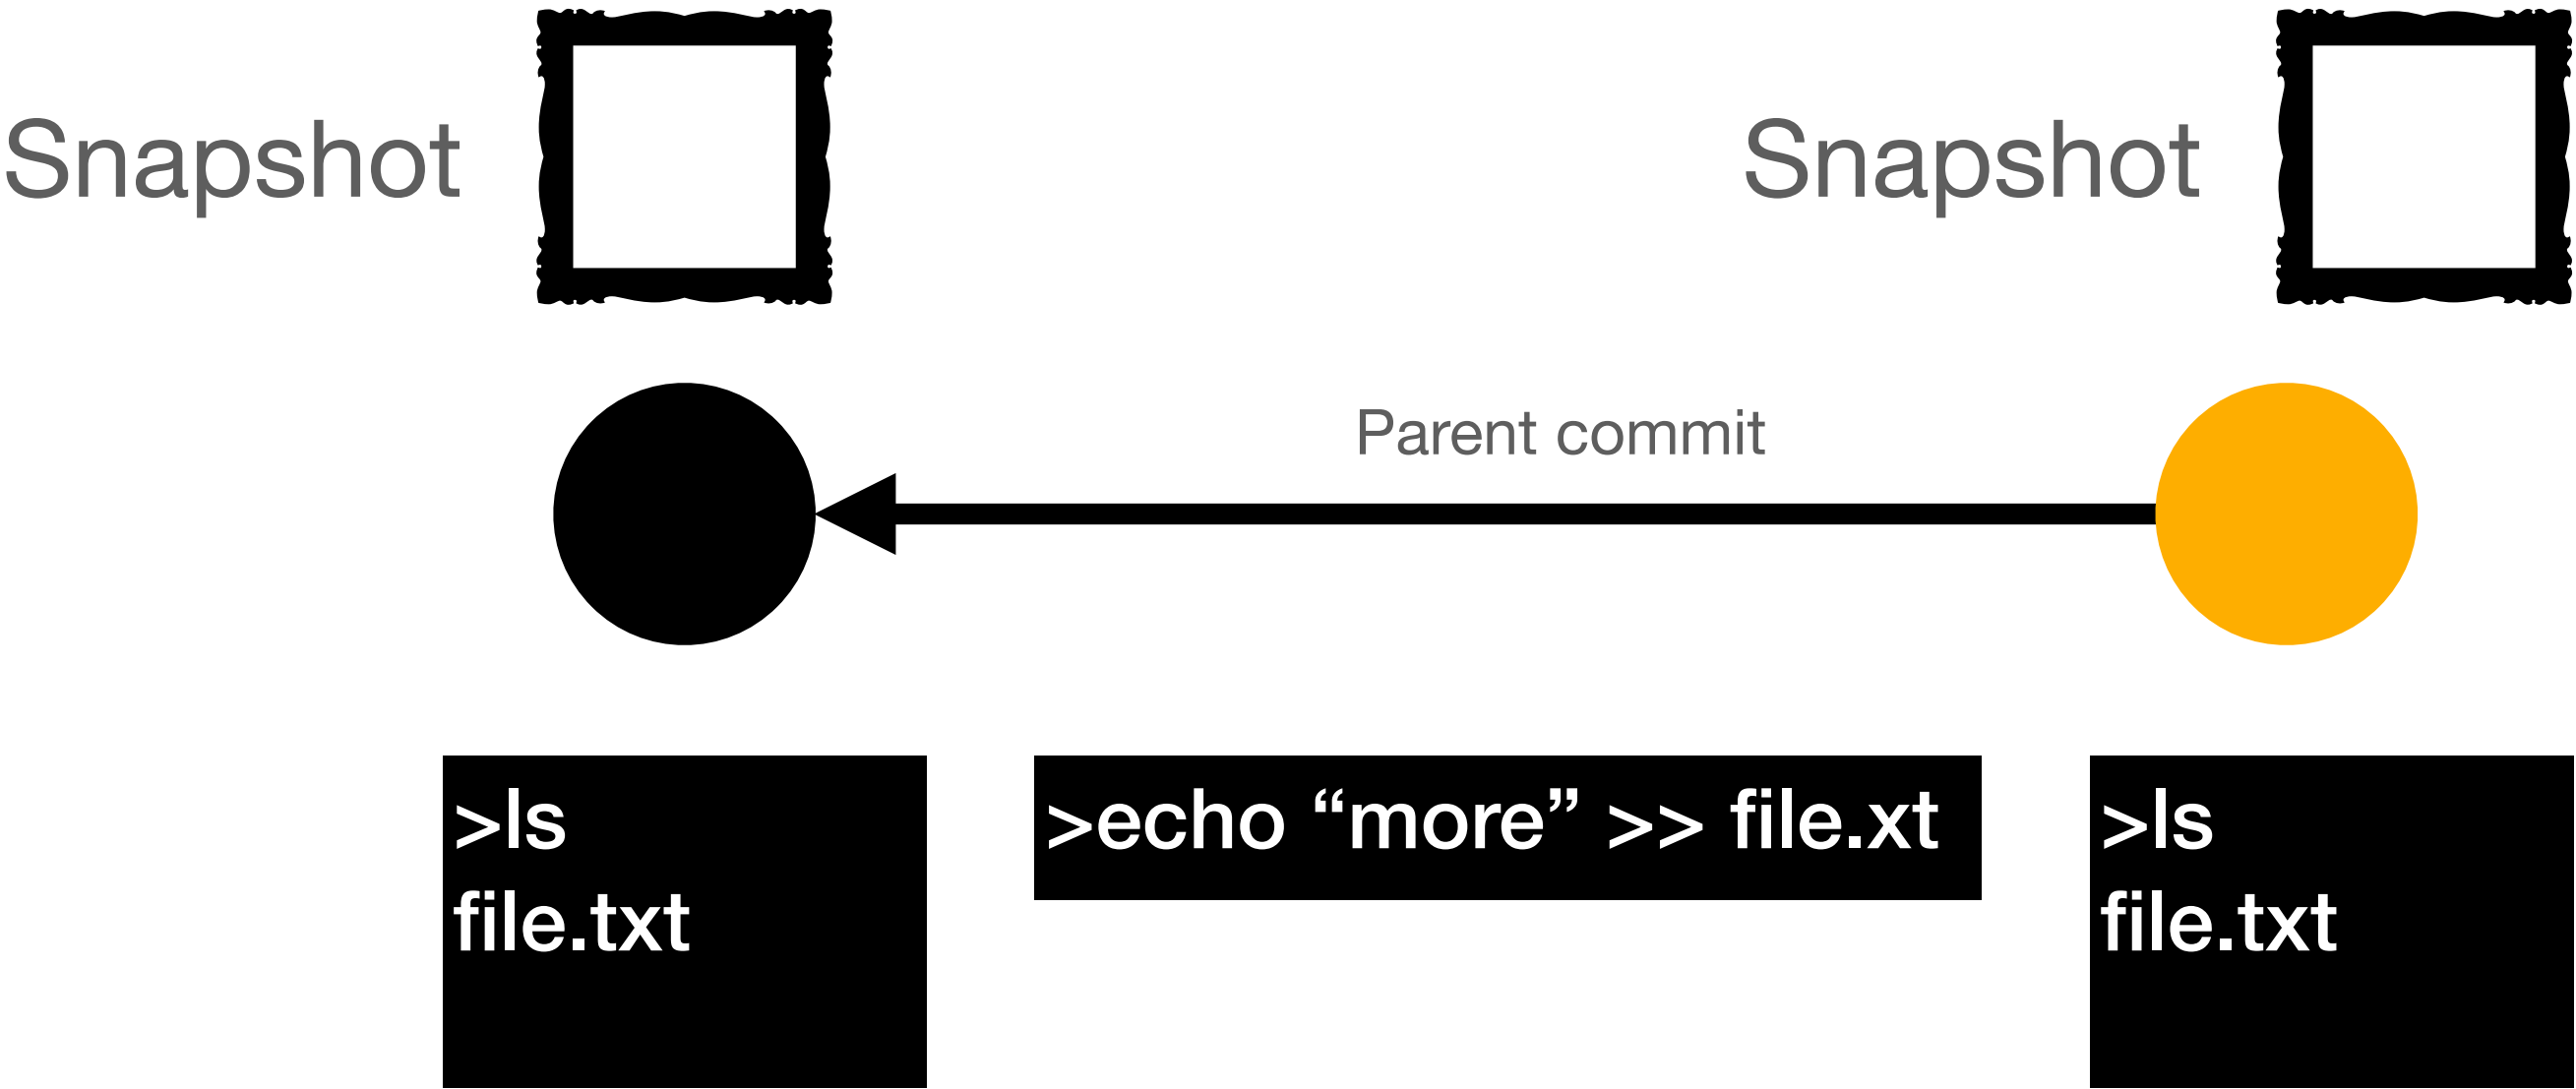 Snapshot
Snapshot
Parent commit
>ls
file.txt
>echo “more” >> file.xt
>ls
file.txt